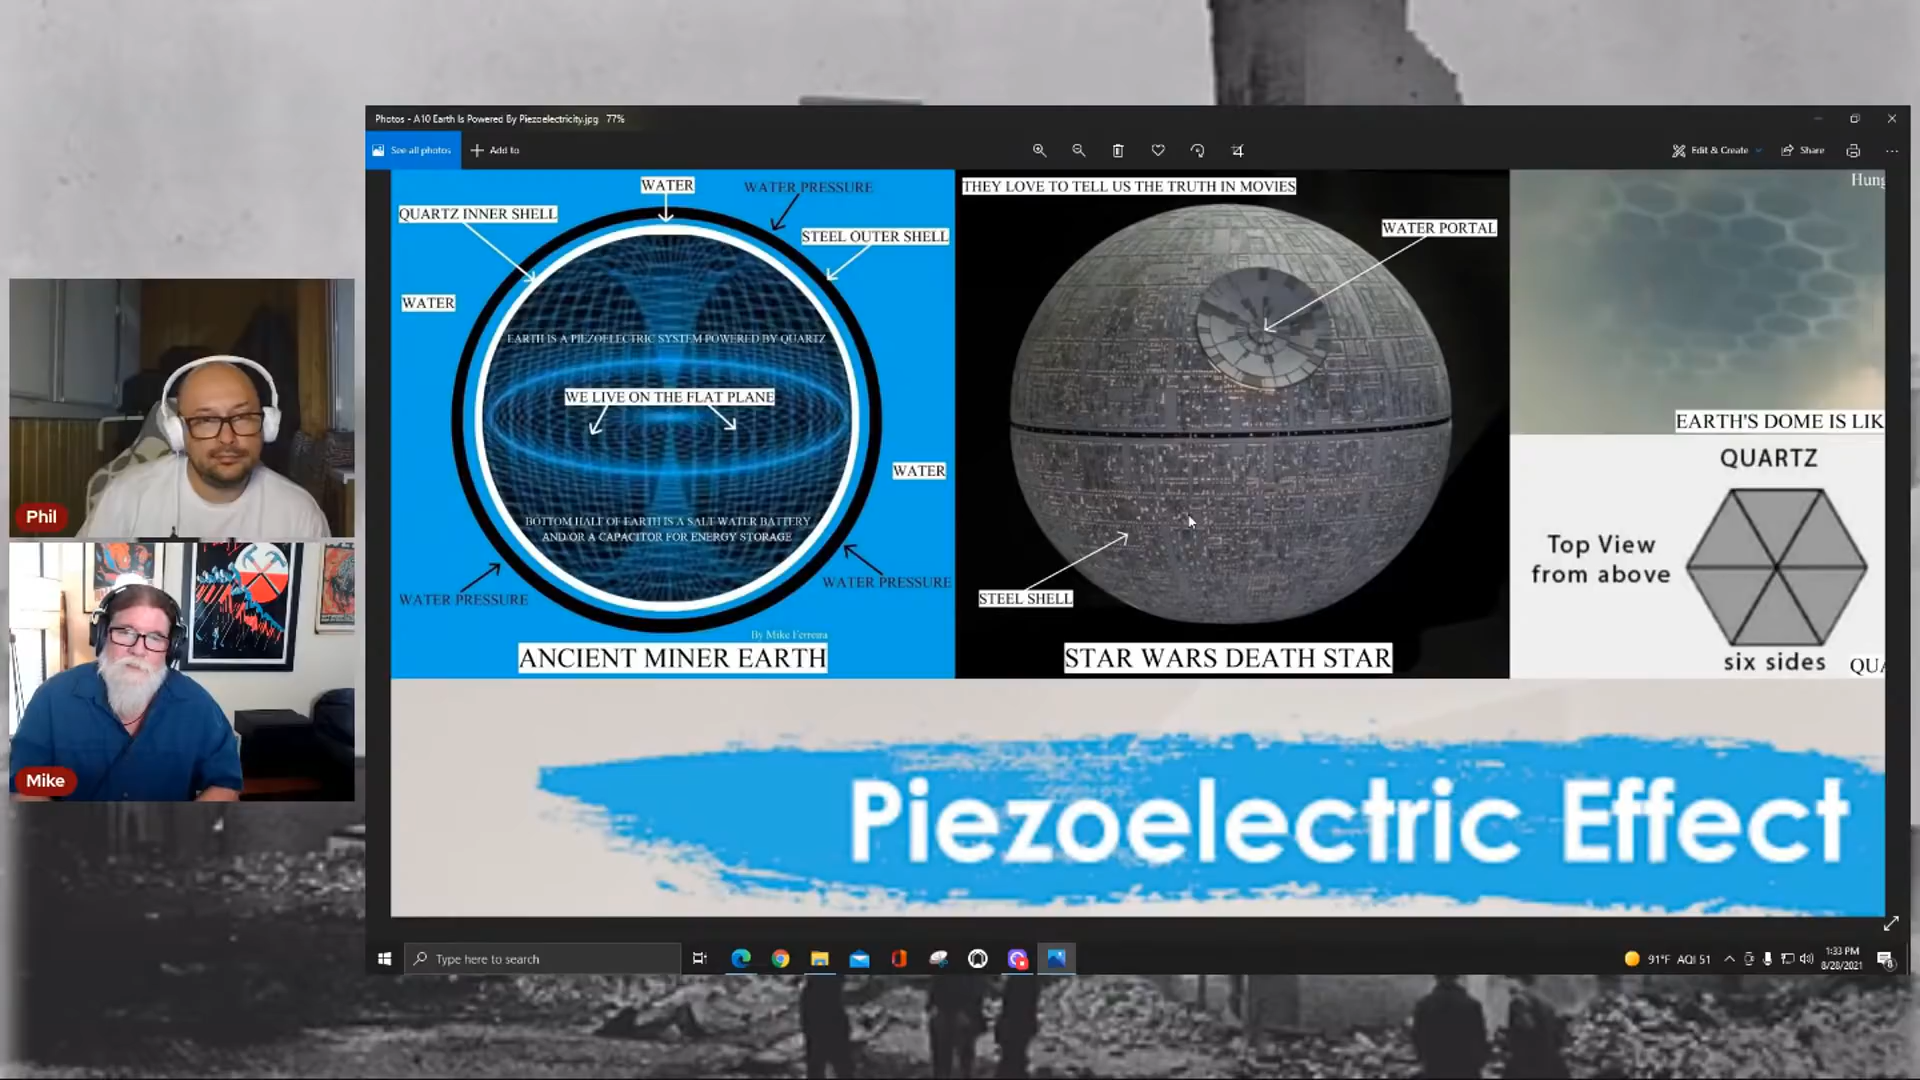 Photos - A10 Earth Is Powered By Piezoelectricity.jpg 77%
See all photos
Add to
Edit & Create
Share
WATER
WATER PRESSURE
QUARTZ INNER SHELL
STEEL OUTER SHELL
WATER
EARTH IS A PIEZOELECTRIC SYSTEM POWERED BY QUARTZ
WE LIVE ON THE FLAT PLANE
WATER
BOTTOM HALF OF EARTH IS A SALT WATER BATTERY
AND/OR A CAPACITOR FOR ENERGY STORAGE
WATER PRESSURE
WATER PRESSURE
By Mike Ferreira
ANCIENT MINER EARTH
THEY LOVE TO TELL US THE TRUTH IN MOVIES
WATER PORTAL
STEEL SHELL
STAR WARS DEATH STAR
Hung
EARTH'S DOME IS LIK
QUARTZ
Top View
from above
six sides
QUA
Piezoelectric Effect
Phil
Mike
Type here to search
91°F AQI 51
1:33 PM
8/28/2021